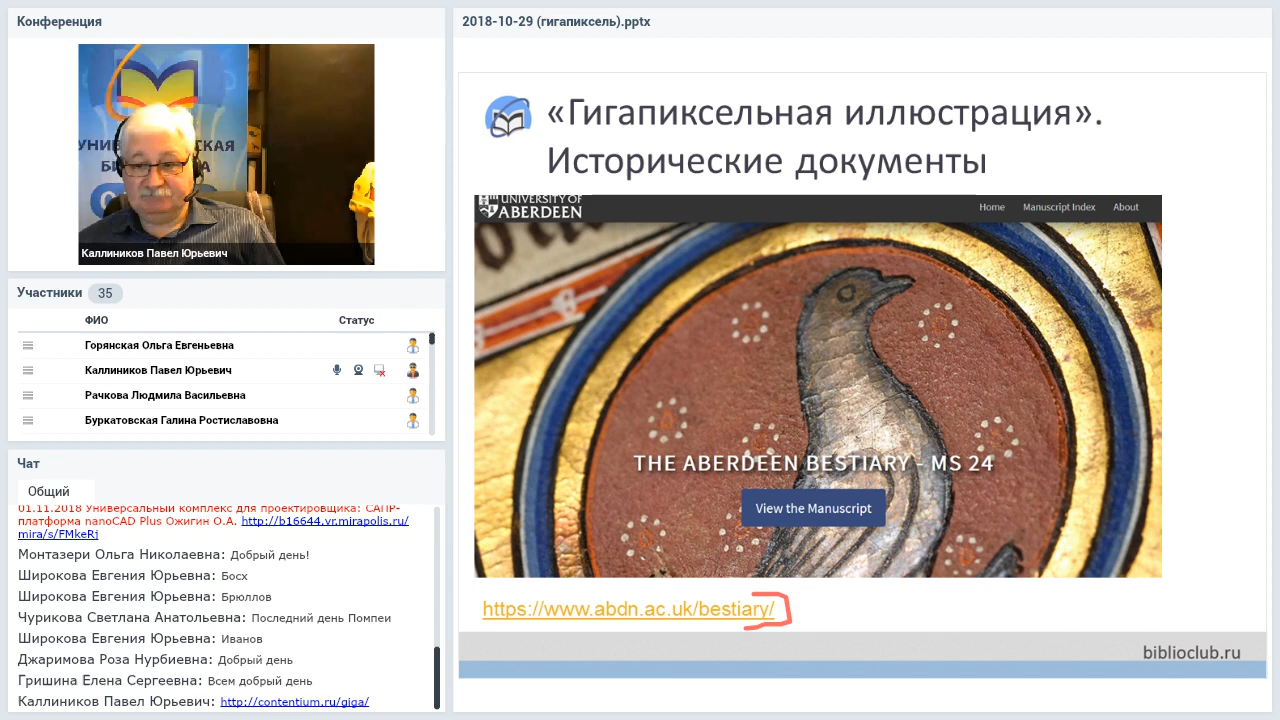 Конференция
УНИВ РСИТЕТСКАЯ
БИ ТЕКА
Каллиников Павел Юрьевич
Участники 35
ФИО Статус
Горянская Ольга Евгеньевна
Каллиников Павел Юрьевич
Рачкова Людмила Васильевна
Буркатовская Галина Ростиславовна
Чат
Общий
01.11.2018 Универсальный комплекс для проектировщика: САПР-
платформа nanoCAD Plus Ожигин О.А. http://b16644.vr.mirapolis.ru/
mira/s/FMkeRj
Монтазери Ольга Николаевна: Добрый день!
Широкова Евгения Юрьевна: Босх
Широкова Евгения Юрьевна: Брюллов
Чурикова Светлана Анатольевна: Последний день Помпеи
Широкова Евгения Юрьевна: Иванов
Джаримова Роза Нурбиевна: Добрый день
Гришина Елена Сергеевна: Всем добрый день
Каллиников Павел Юрьевич: http://contentium.ru/giga/
2018-10-29 (гигапиксель).pptx
«Гигапиксельная иллюстрация».
Исторические документы
UNIVERSITY OF
ABERDEEN
Home Manuscript Index About
THE ABERDEEN BESTIARY - MS 24
View the Manuscript
https://www.abdn.ac.uk/bestiary/
biblioclub.ru